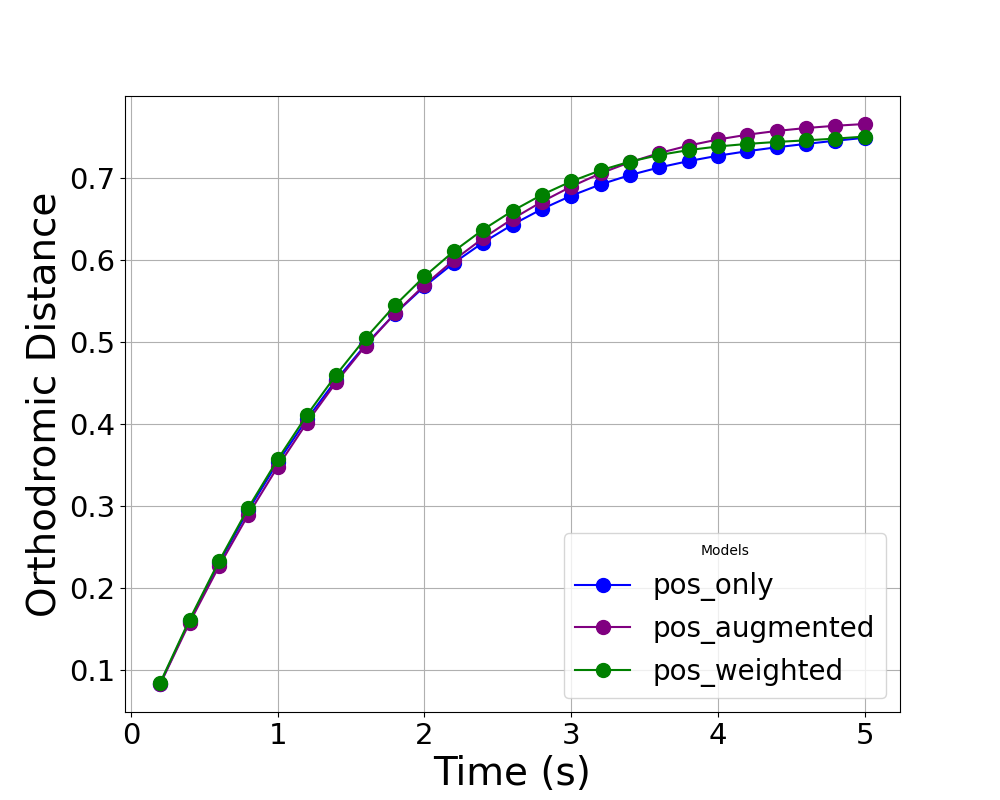 Orthodromic Distance
0.7
0.6
0.5
0.4
0.3
0.2
0.1
0 1 2 3 4 5
Time (s)
Models
pos_only
pos_augmented
pos_weighted